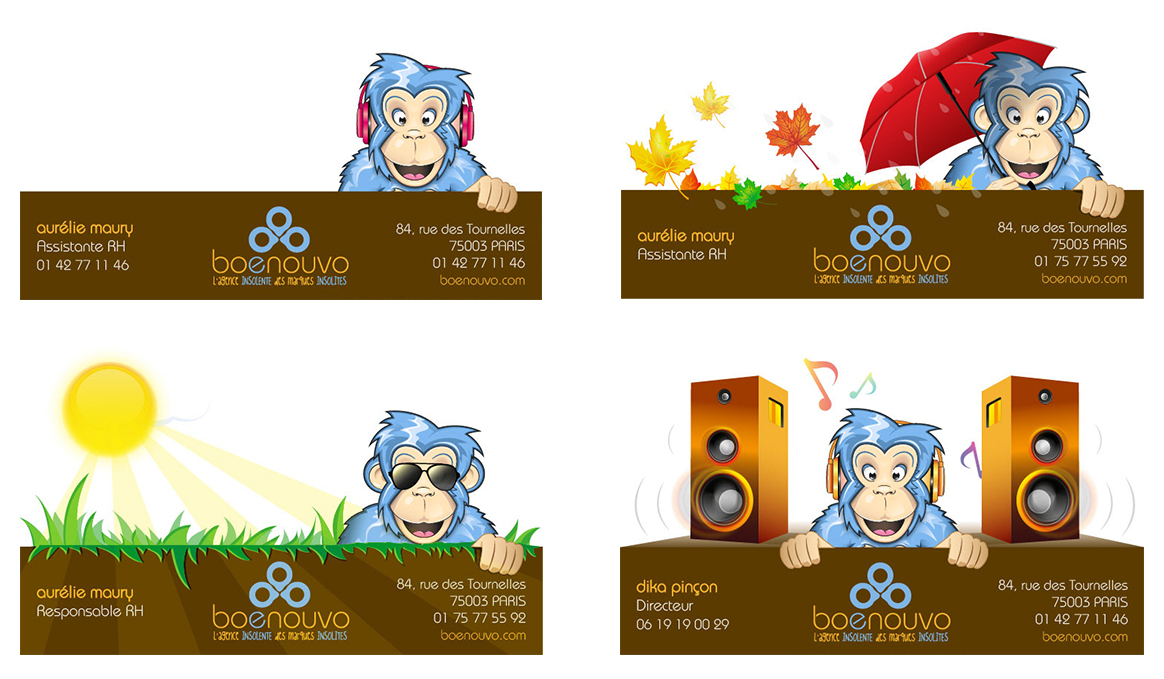 aurélie maury
Assistante RH
01 42 77 11 46
boenouvo
L'agence INSOLENTE des marques INSOLITES
84, rue des Tournelles
75003 PARIS
01 42 77 11 46
boenouvo.com
aurélie maury
Assistante RH
boenouvo
L'agence INSOLENTE des marques INSOLITES
84, rue des Tournelles
75003 PARIS
01 75 77 55 92
boenouvo.com
aurélie maury
Responsable RH
boenouvo
L'agence INSOLENTE des marques INSOLITES
84, rue des Tournelles
75003 PARIS
01 75 77 55 92
boenouvo.com
dika pinçon
Directeur
06 19 19 00 29
boenouvo
L'agence INSOLENTE des marques INSOLITES
84, rue des Tournelles
75003 PARIS
01 42 77 11 46
boenouvo.com